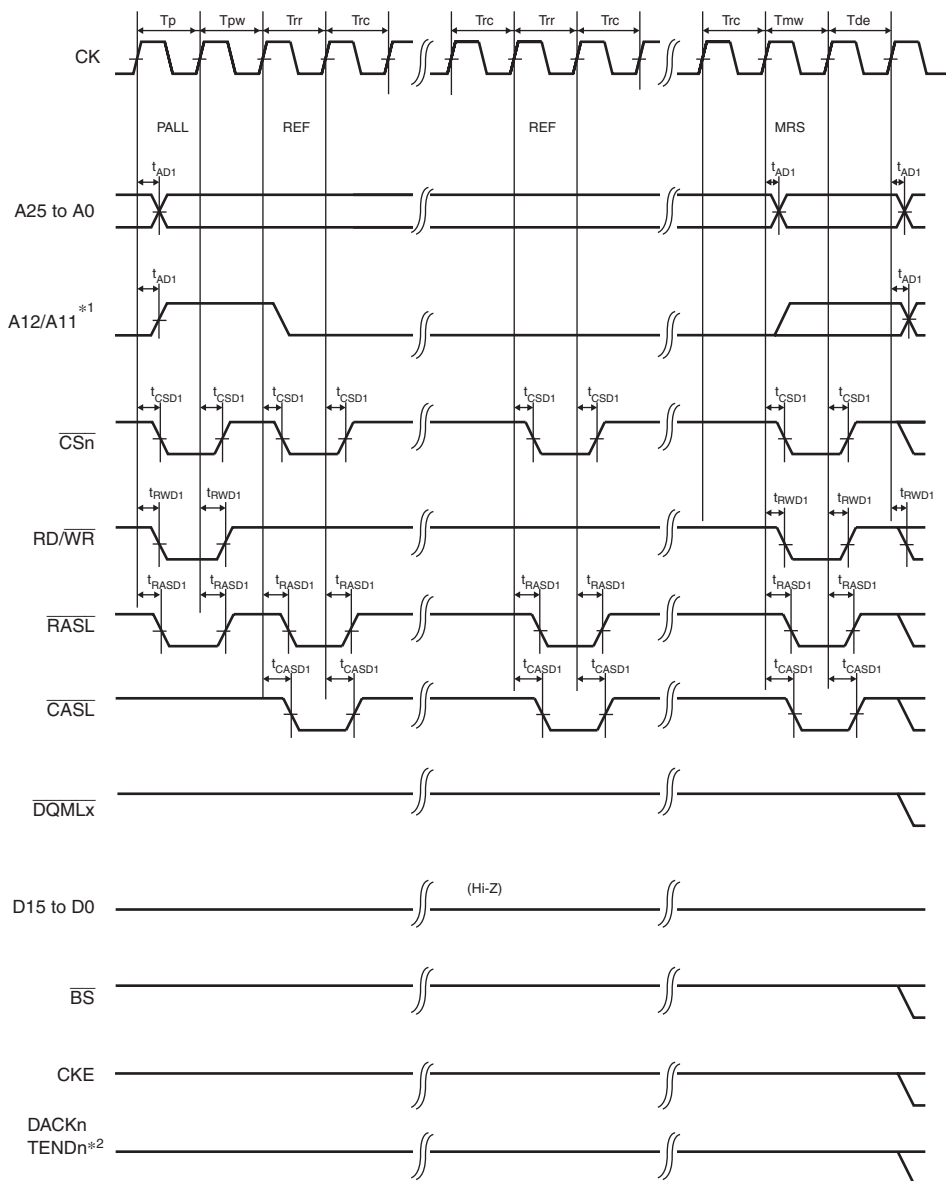 Tp Tpw Trr Trc Trc Trr Trc Trc Tmw Tde
CK
PALL REF REF MRS
tAD1 tAD1 tAD1
A25 to A0
tAD1 tAD1
A12/A11*1
tCSD1 tCSD1 tCSD1 tCSD1 tCSD1 tCSD1 tCSD1 tCSD1
CSn
tRWD1 tRWD1 tRWD1 tRWD1 tRWD1
RD/WR
tRASD1 tRASD1 tRASD1 tRASD1 tRASD1 tRASD1 tRASD1 tRASD1
RASL
tCASD1 tCASD1 tCASD1 tCASD1 tCASD1 tCASD1
CASL
DQMLx
(Hi-Z)
D15 to D0
BS
CKE
DACKn
TENDn*2